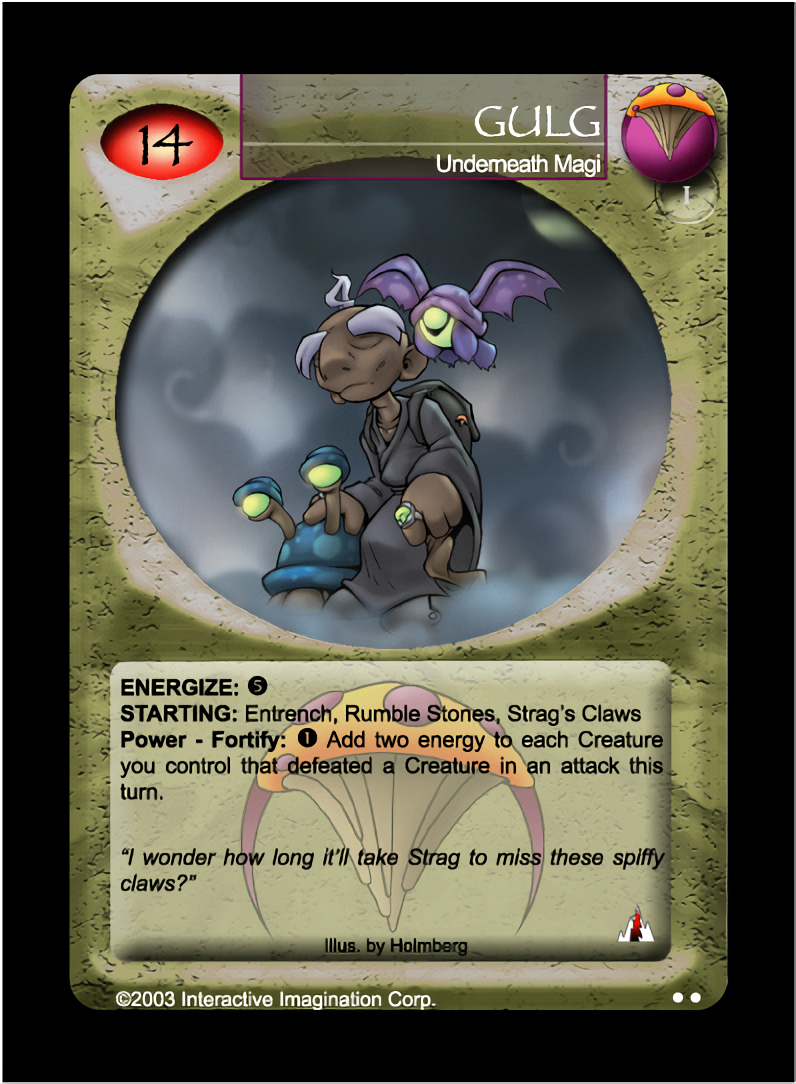 14
GULG
Underneath Magi
I
ENERGIZE: ❺
STARTING: Entrench, Rumble Stones, Strag's Claws
Power - Fortify: ❶ Add two energy to each Creature
you control that defeated a Creature in an attack this
turn.
“I wonder how long it'll take Strag to miss these spiffy
claws?”
Illus. by Holmberg
©2003 Interactive Imagination Corp.